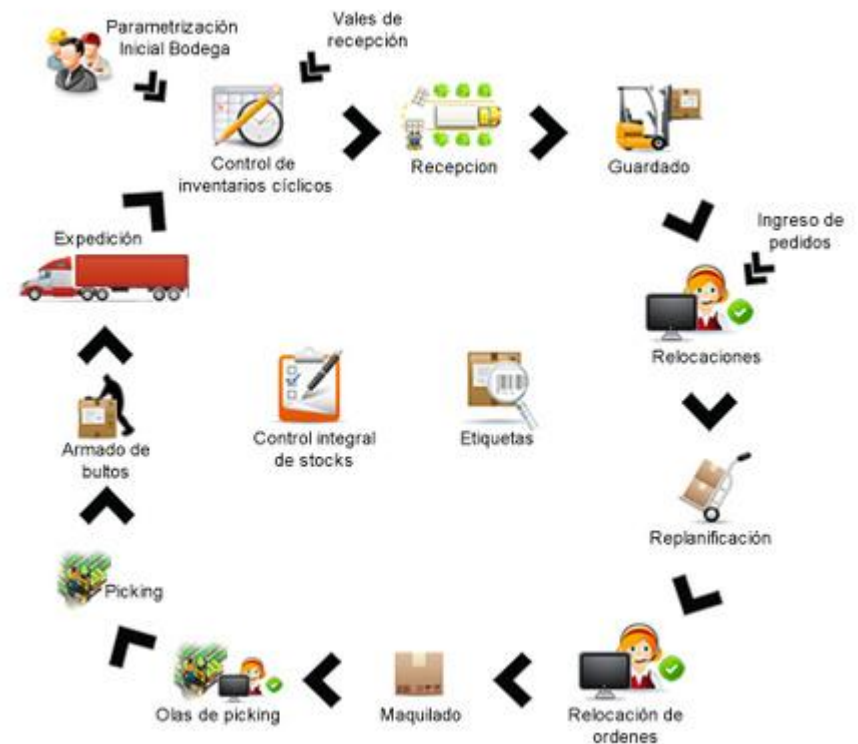 Parametrización
Inicial Bodega
Vales de
recepción
Control de
inventarios cíclicos
Recepcion
Guardado
Ingreso de
pedidos
Relocaciones
Replanificación
Relocación de
ordenes
Maquilado
Olas de picking
Picking
Armado de
bultos
Expedición
Control integral
de stocks
Etiquetas